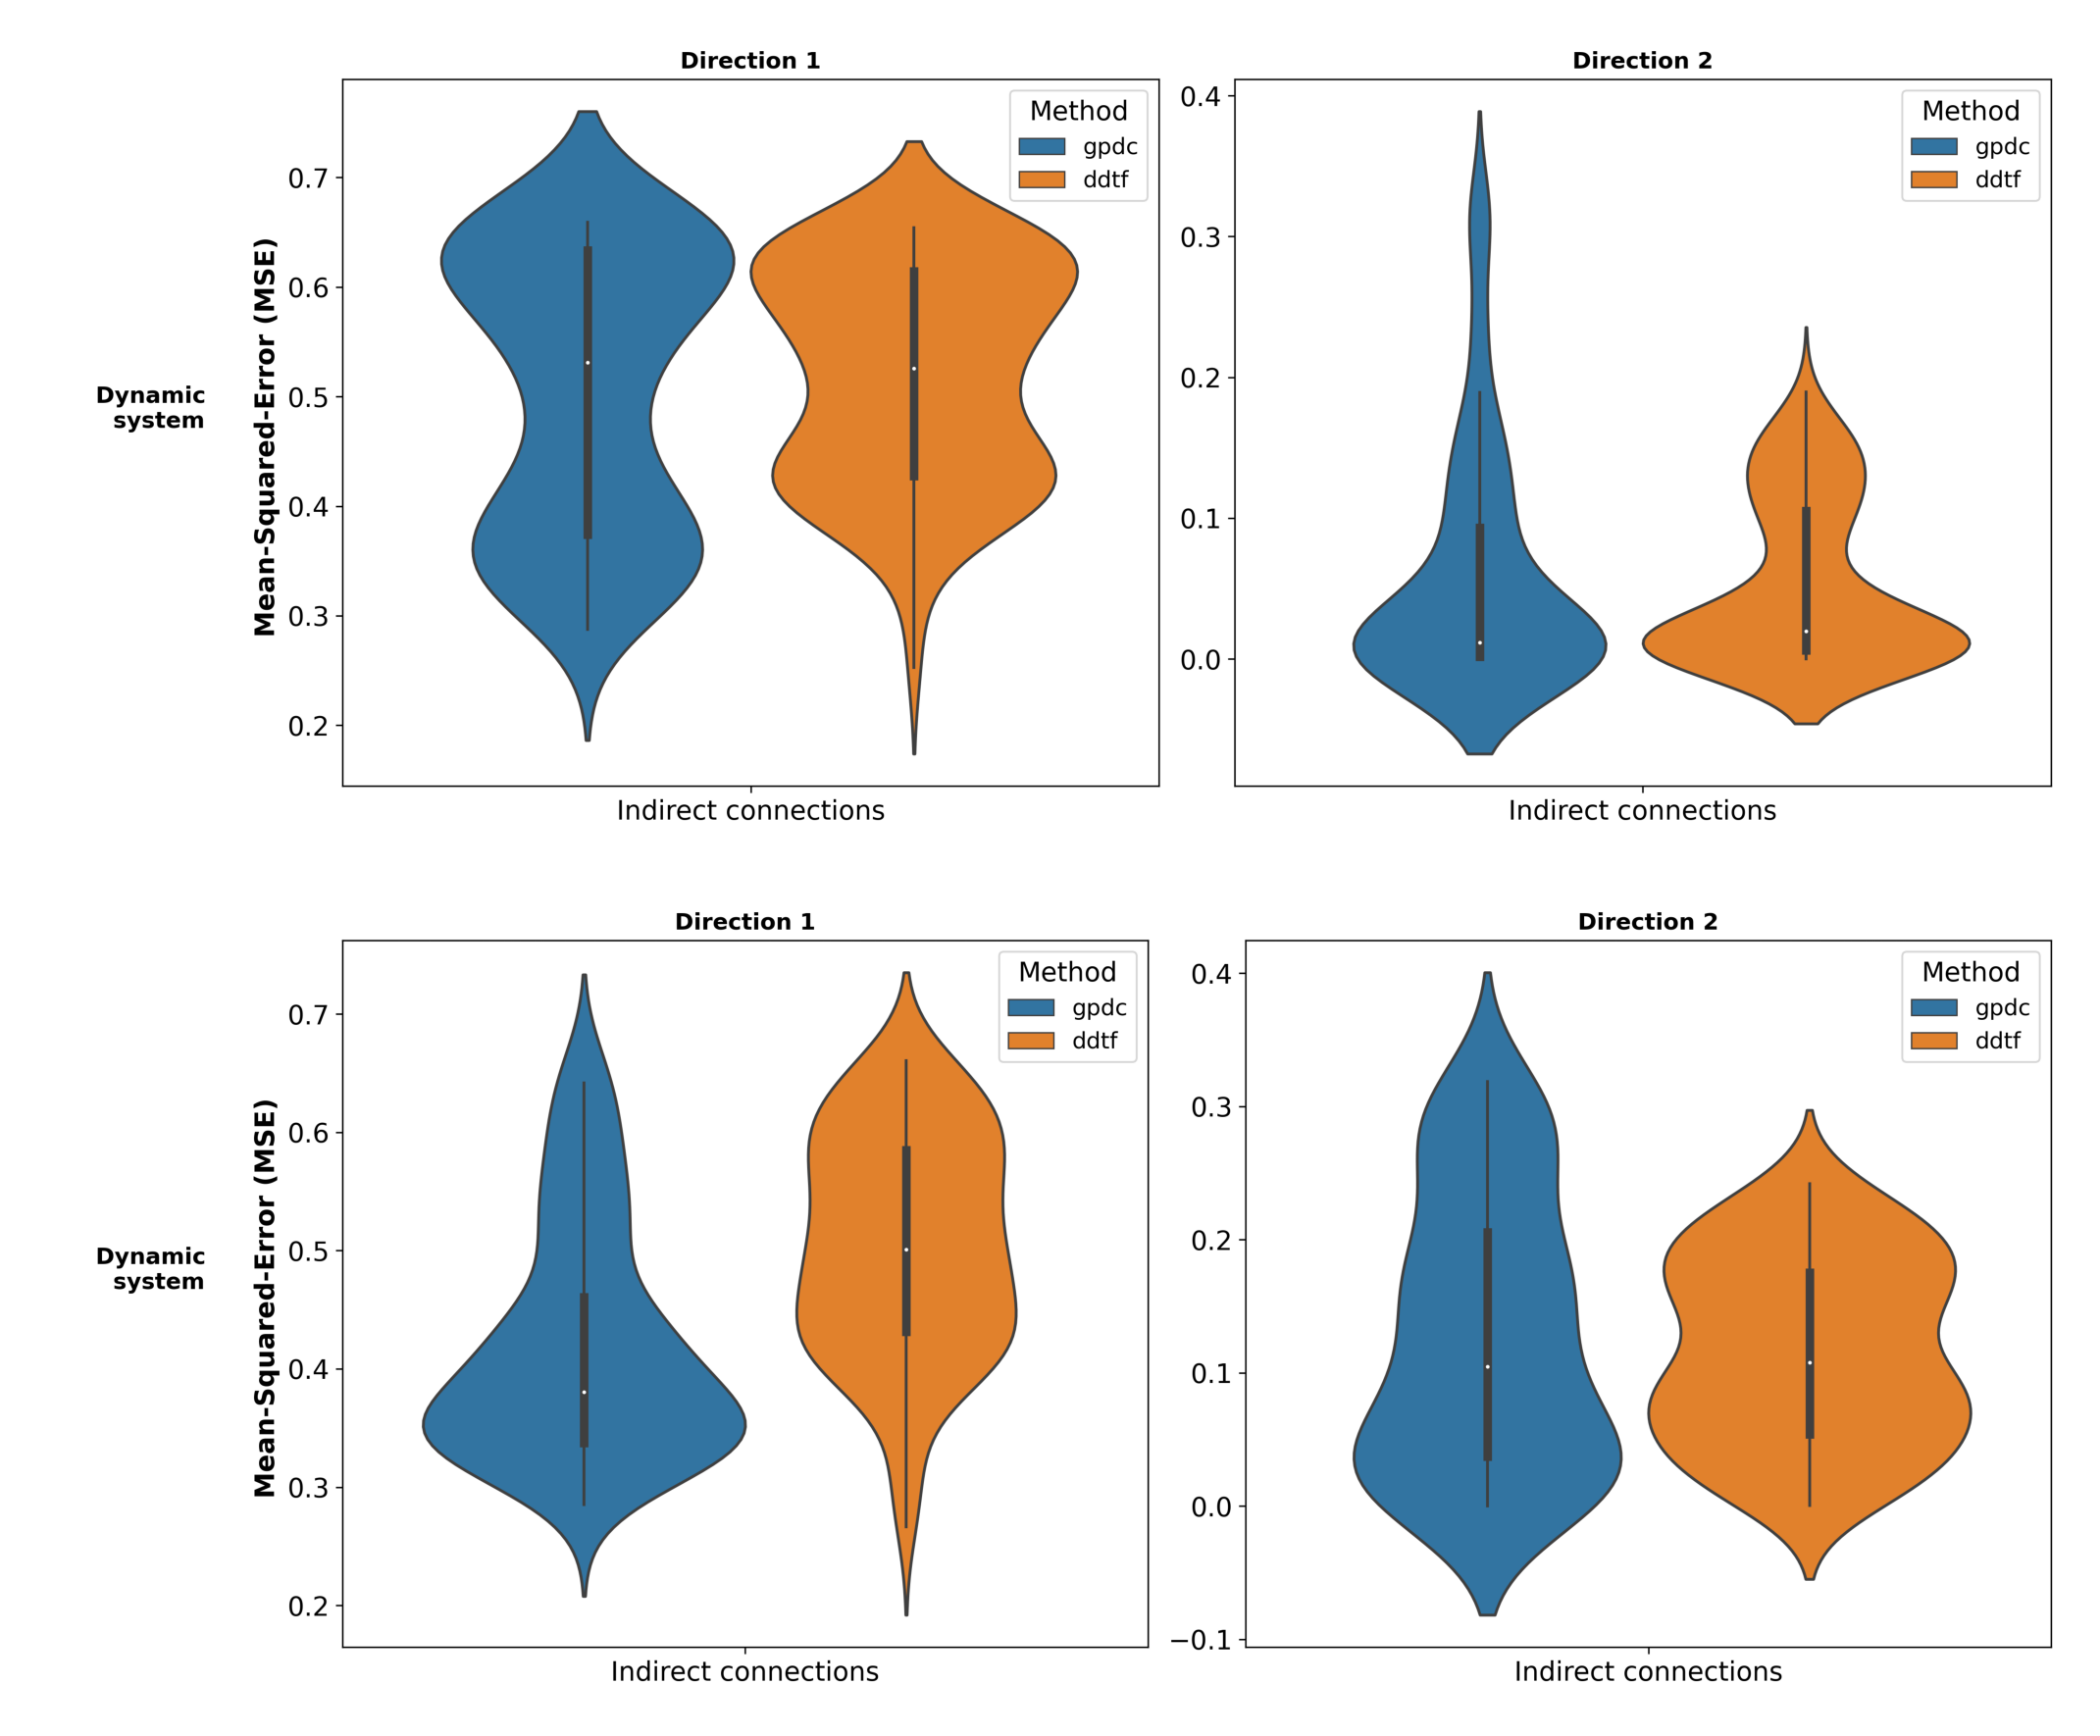 Direction 1
Direction 2
Method
gpdc
ddtf
Method
gpdc
ddtf
Dynamic
system
Mean-Squared-Error (MSE)
0.7
0.6
0.5
0.4
0.3
0.2
0.4
0.3
0.2
0.1
0.0
Indirect connections
Indirect connections
Direction 1
Direction 2
Method
gpdc
ddtf
Method
gpdc
ddtf
Dynamic
system
Mean-Squared-Error (MSE)
0.7
0.6
0.5
0.4
0.3
0.2
0.4
0.3
0.2
0.1
0.0
−0.1
Indirect connections
Indirect connections